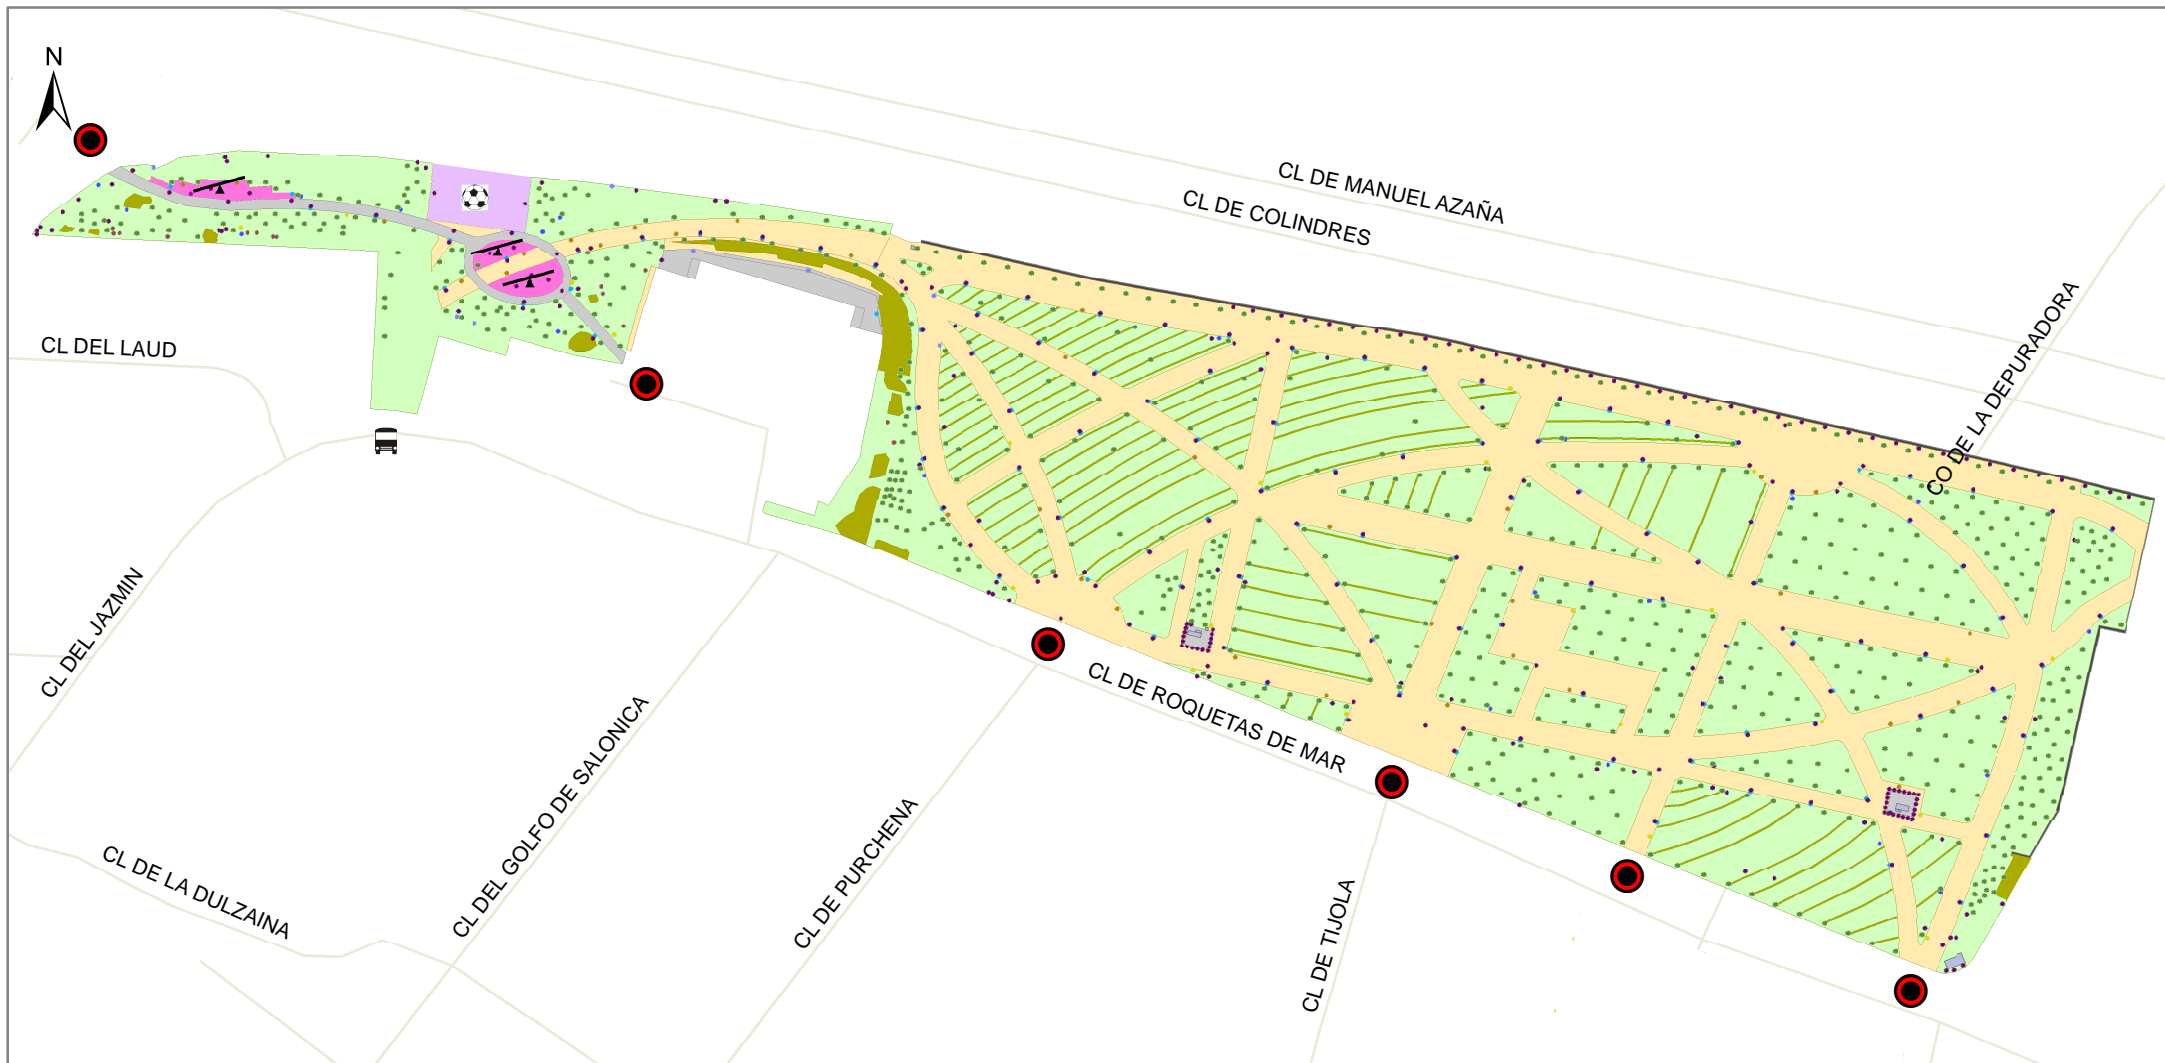 N
CL DE MANUEL AZAÑA
CL DE COLINDRES
CO DE LA DEPURADORA
CL DEL LAUD
CL DEL JAZMIN
CL DE ROQUETAS DE MAR
CL DEL GOLFO DE SALONICA
CL DE PURCHENA
CL DE LA DULZAINA
CL DE TIJOLA